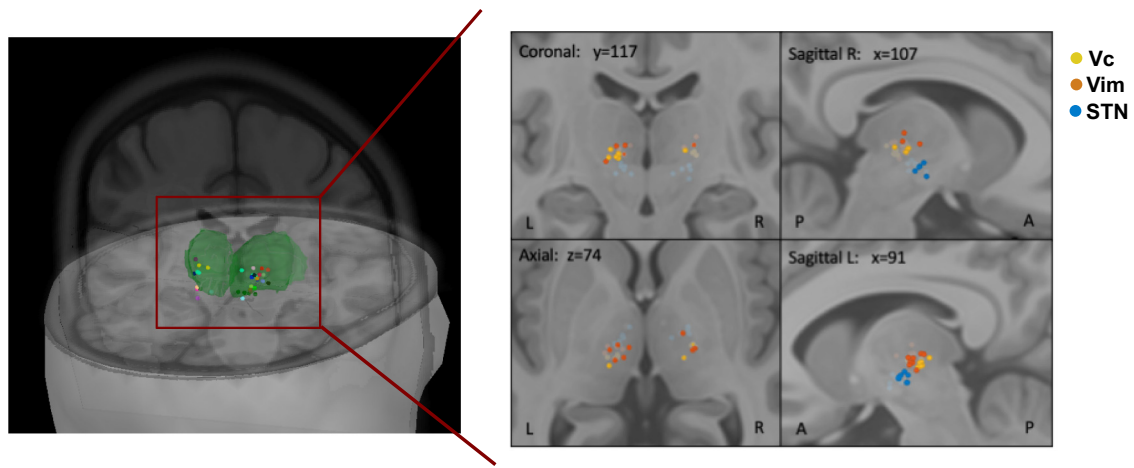 Coronal: y=117
Sagittal R: x=107
L
R
P
A
Axial: z=74
Sagittal L: x=91
L
R
A
P
Vc
Vim
STN